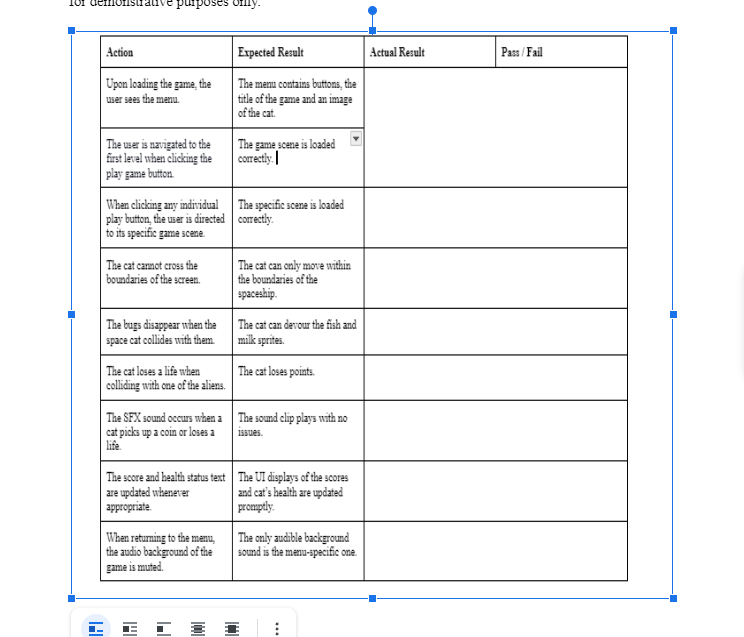 for demonstrative purposes only.
Action Expected Result Actual Result Pass / Fail
Upon loading the game, the
user sees the menu.
The menu contains buttons, the
title of the game and an image
of the cat.
The user is navigated to the
first level when clicking the
play game button.
The game scene is loaded
correctly.
When clicking any individual
play button, the user is directed
to its specific game scene.
The specific scene is loaded
correctly.
The cat cannot cross the
boundaries of the screen.
The cat can only move within
the boundaries of the
spaceship.
The bugs disappear when the
space cat collides with them.
The cat can devour the fish and
milk sprites.
The cat loses a life when
colliding with one of the aliens.
The cat loses points.
The SFX sound occurs when a
cat picks up a coin or loses a
life.
The sound clip plays with no
issues.
The score and health status text
are updated whenever
appropriate.
The UI displays of the scores
and cat's health are updated
promptly.
When returning to the menu,
the audio background of the
game is muted.
The only audible background
sound is the menu-specific one.